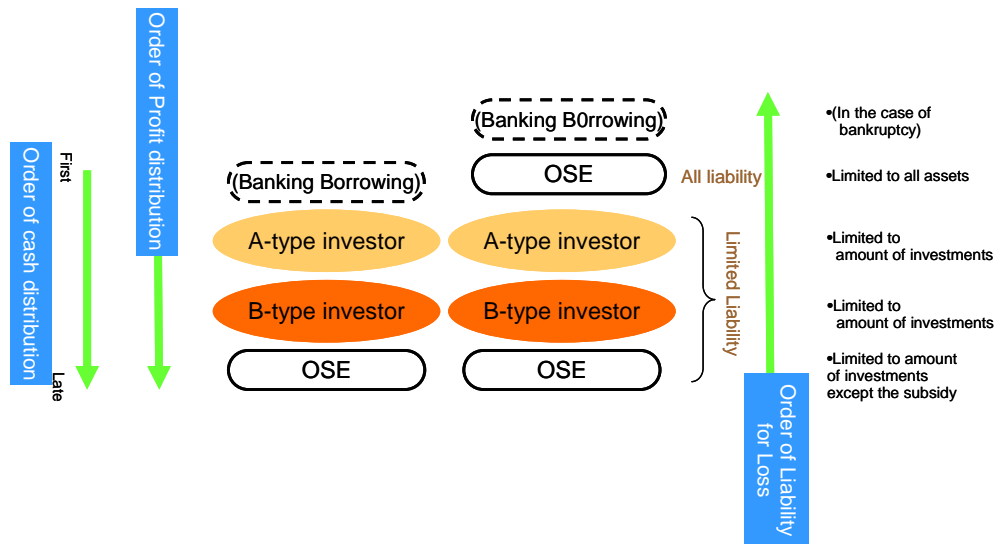 Order of cash distribution
First
Late
Order of Profit distribution
(Banking Borrowing)
A-type investor
B-type investor
OSE
(Banking B0rrowing)
OSE
A-type investor
B-type investor
OSE
All liability
Limited Liability
Order of Liability
for Loss
•(In the case of
bankruptcy)
•Limited to all assets
•Limited to
amount of investments
•Limited to
amount of investments
•Limited to amount
of investments
except the subsidy